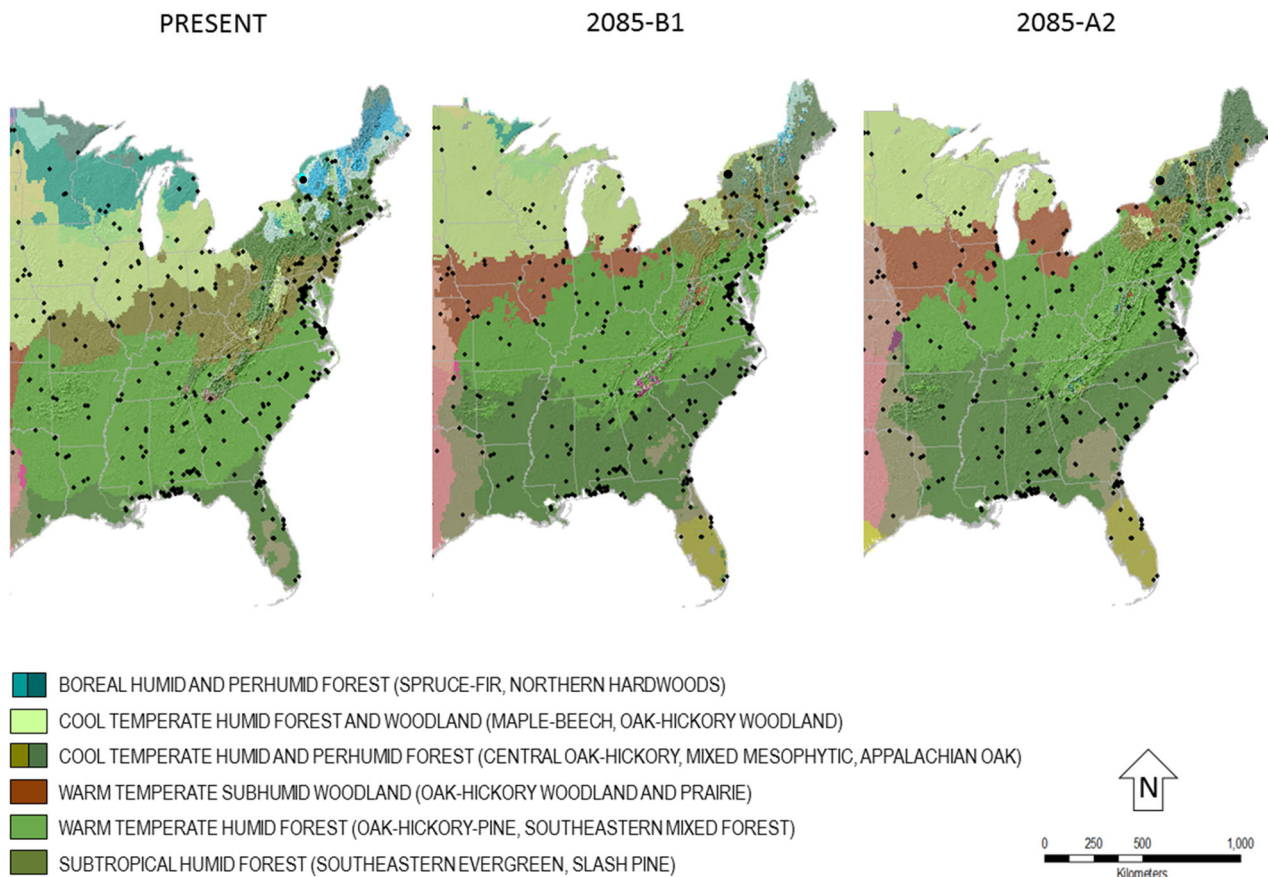 PRESENT 2085-B1 2085-A2
BOREAL HUMID AND PERHUMID FOREST (SPRUCE-FIR, NORTHERN HARDWOODS)
COOL TEMPERATE HUMID FOREST AND WOODLAND (MAPLE-BEECH, OAK-HICKORY WOODLAND)
COOL TEMPERATE HUMID AND PERHUMID FOREST (CENTRAL OAK-HICKORY, MIXED MESOPHYTIC, APPALACHIAN OAK)
WARM TEMPERATE SUBHUMID WOODLAND (OAK-HICKORY WOODLAND AND PRAIRIE)
WARM TEMPERATE HUMID FOREST (OAK-HICKORY-PINE, SOUTHEASTERN MIXED FOREST)
SUBTROPICAL HUMID FOREST (SOUTHEASTERN EVERGREEN, SLASH PINE)
N
0 250 500 1,000
Kilometers